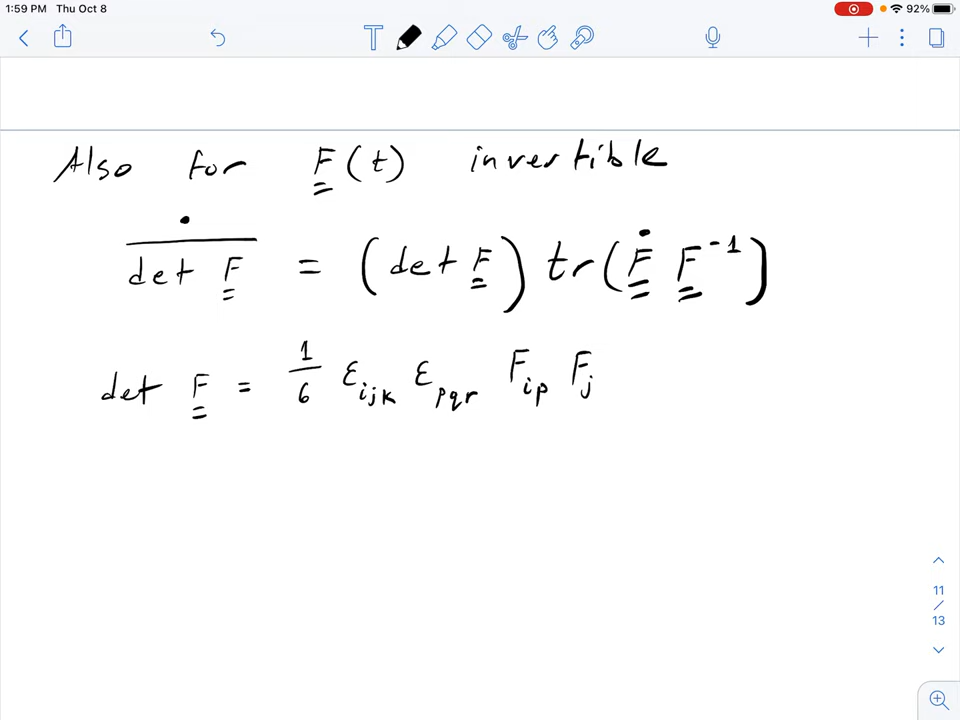 1:59 PM Thu Oct 8 92%
T
Also for F(t) invertible
det F = (det F) tr(Ḟ F⁻¹)
det F = 1/6 ε_ijk ε_pqr F_ip F_j
11
/
13